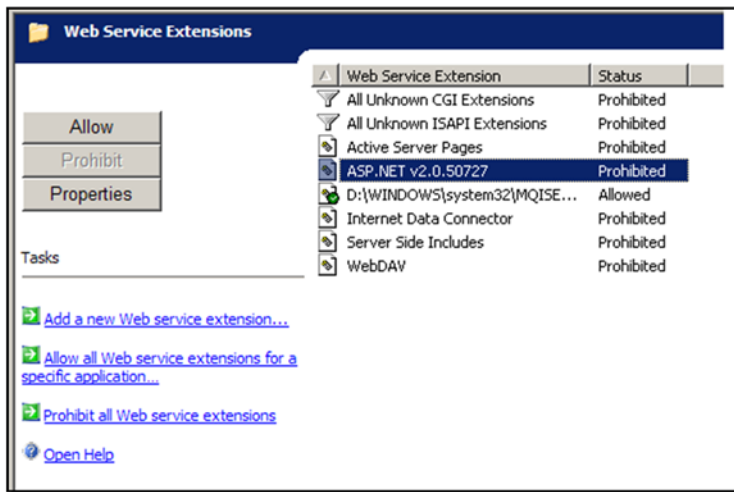 Web Service Extensions
Allow
Prohibit
Properties
Tasks
Add a new Web service extension...
Allow all Web service extensions for a
specific application...
Prohibit all Web service extensions
Open Help
Web Service Extension Status
All Unknown CGI Extensions Prohibited
All Unknown ISAPI Extensions Prohibited
Active Server Pages Prohibited
ASP.NET v2.0.50727 Prohibited
D:\WINDOWS\system32\MQISE... Allowed
Internet Data Connector Prohibited
Server Side Includes Prohibited
WebDAV Prohibited